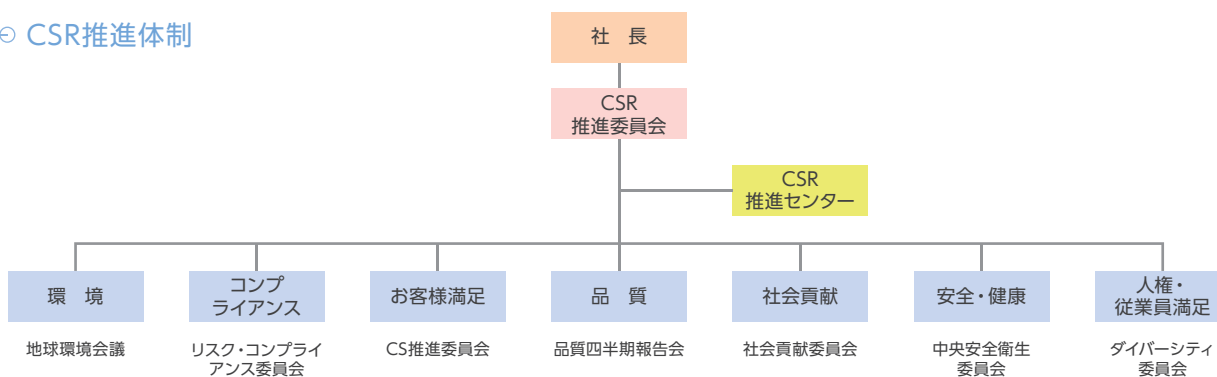 CSR推進体制
社　長
CSR
推進委員会
CSR
推進センター
環　境
コンプ
ライアンス
お客様満足
品　質
社会貢献
安全・健康
人権・
従業員満足
地球環境会議
リスク・コンプライ
アンス委員会
CS推進委員会
品質四半期報告会
社会貢献委員会
中央安全衛生
委員会
ダイバーシティ
委員会